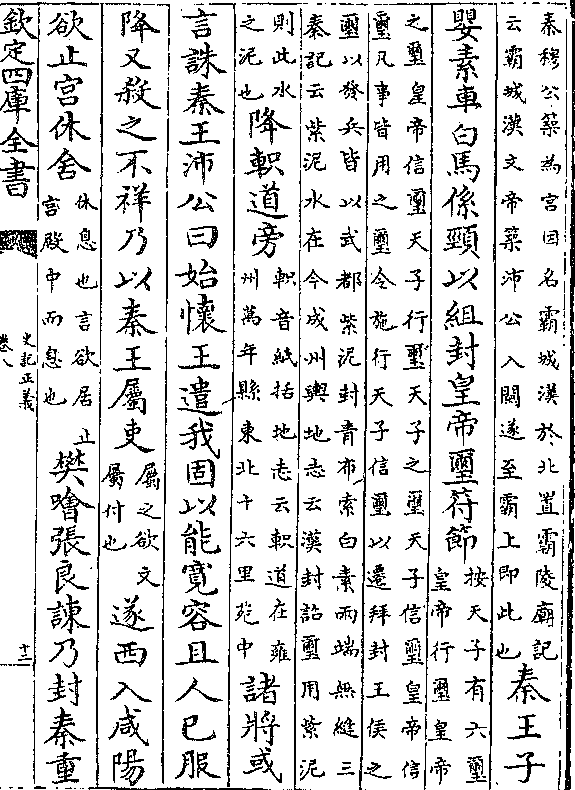 秦穆公築為宮因名霸城漢於北置霸陵廟記
云霸城漢文帝築沛公入關遂至霸上即此也
秦王子
嬰素車白馬係頸以組封皇帝璽符節
按天子有六璽
皇帝行璽皇帝
之璽皇帝信璽天子行璽天子之璽天子信璽皇帝信
璽凡事皆用之璽令施行天子信璽以遷拜封王侯之
璽以發兵皆以武都紫泥封青布索白素兩端無縫三
秦記云紫泥水在今成州輿地志云漢封詔璽用紫泥
則此水
之泥也
降軹道旁
軹音紙括地志云軹道在雍
州萬年縣東北十六里苑中
諸將或
言誅秦王沛公曰始懷王遣我固以能寬容且人已服
降又殺之不祥乃以秦王屬吏
屬之欲文
屬付也
遂西入咸陽
欲止宮休舍
休息也言欲居止
言殿中而息也
樊噲張良諫乃封秦重
欽定四庫全書
史記正義
卷八
十二